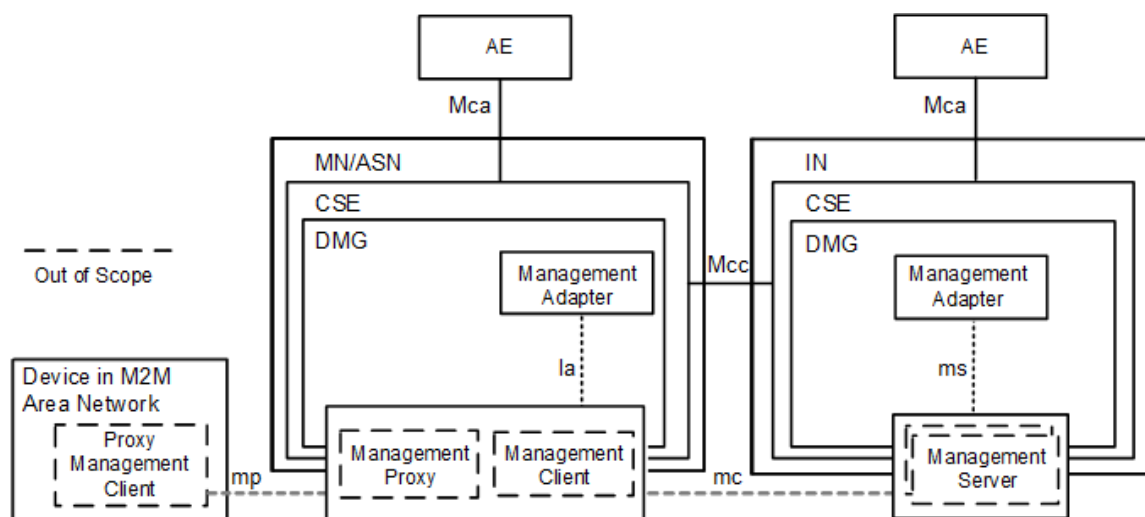 AE
AE
Mca
Mca
MN/ASN
IN
CSE
CSE
DMG
DMG
Out of Scope
Management
Adapter
Mcc
Management
Adapter
la
ms
Device in M2M
Area Network
Proxy
Management
Client
mp
Management
Proxy
Management
Client
mc
Management
Server